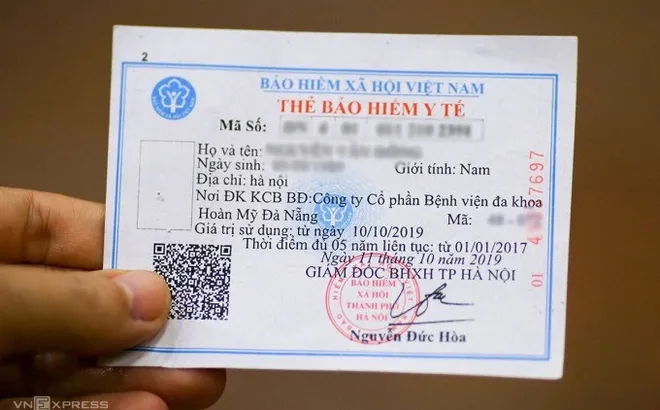 2
BẢO HIỂM XÃ HỘI VIỆT NAM
THẺ BẢO HIỂM Y TẾ
Mã Số:
Họ và tên:
Ngày sinh: Giới tính: Nam
Địa chỉ: hà nội
Nơi ĐK KCB BĐ:Công ty Cổ phần Bệnh viện đa khoa
Hoàn Mỹ Đà Nẵng Mã:
Giá trị sử dụng: từ ngày 10/10/2019
Thời điểm đủ 05 năm liên tục: từ 01/01/2017
Ngày 11 tháng 10 năm 2019
GIÁM ĐỐC BHXH TP HÀ NỘI
BẢO HIỂM
XÃ HỘI
THÀNH PHỐ
HÀ NỘI
Nguyễn Đức Hòa
01 4 7697
VNEXPRESS